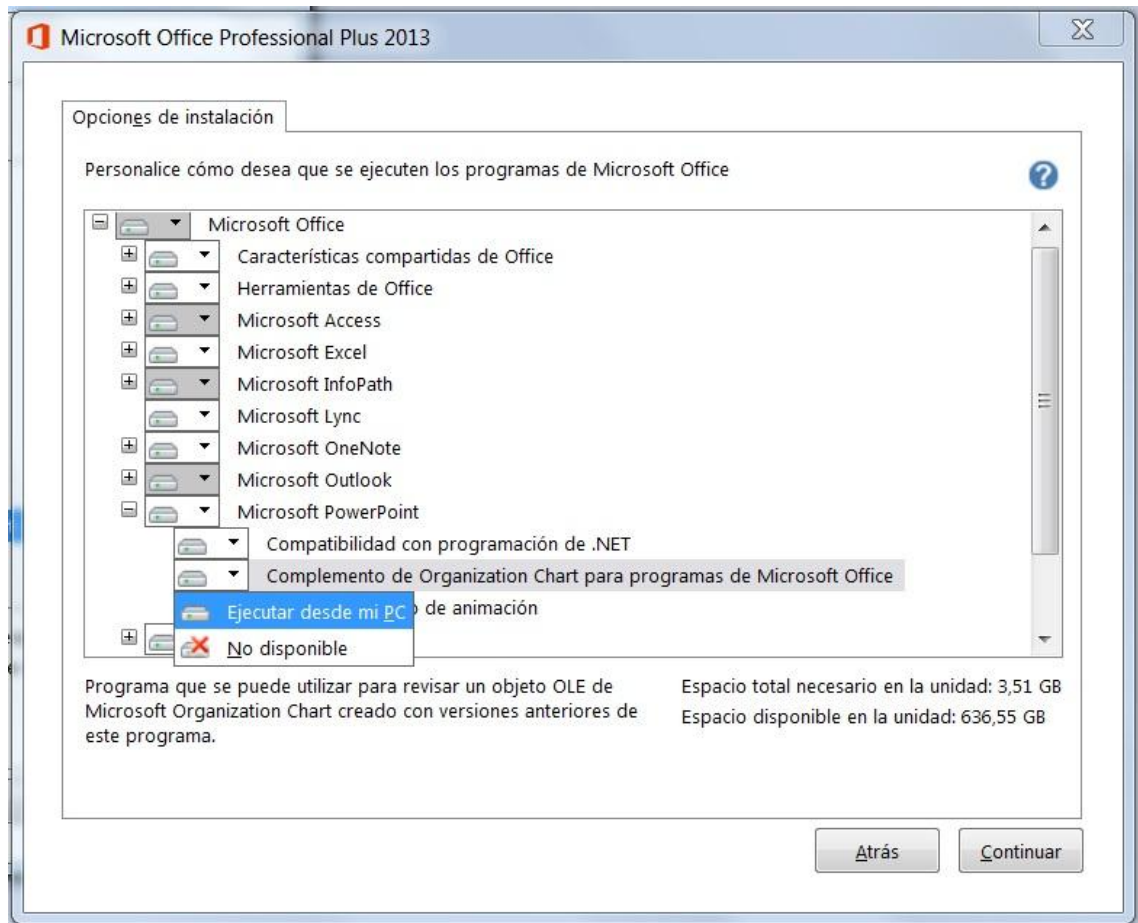 Microsoft Office Professional Plus 2013
Opciones de instalación
Personalice cómo desea que se ejecuten los programas de Microsoft Office
Microsoft Office
Características compartidas de Office
Herramientas de Office
Microsoft Access
Microsoft Excel
Microsoft InfoPath
Microsoft Lync
Microsoft OneNote
Microsoft Outlook
Microsoft PowerPoint
Compatibilidad con programación de .NET
Complemento de Organization Chart para programas de Microsoft Office
Ejecutar desde mi PC
de animación
No disponible
Programa que se puede utilizar para revisar un objeto OLE de
Microsoft Organization Chart creado con versiones anteriores de
este programa.
Espacio total necesario en la unidad: 3,51 GB
Espacio disponible en la unidad: 636,55 GB
Atrás
Continuar